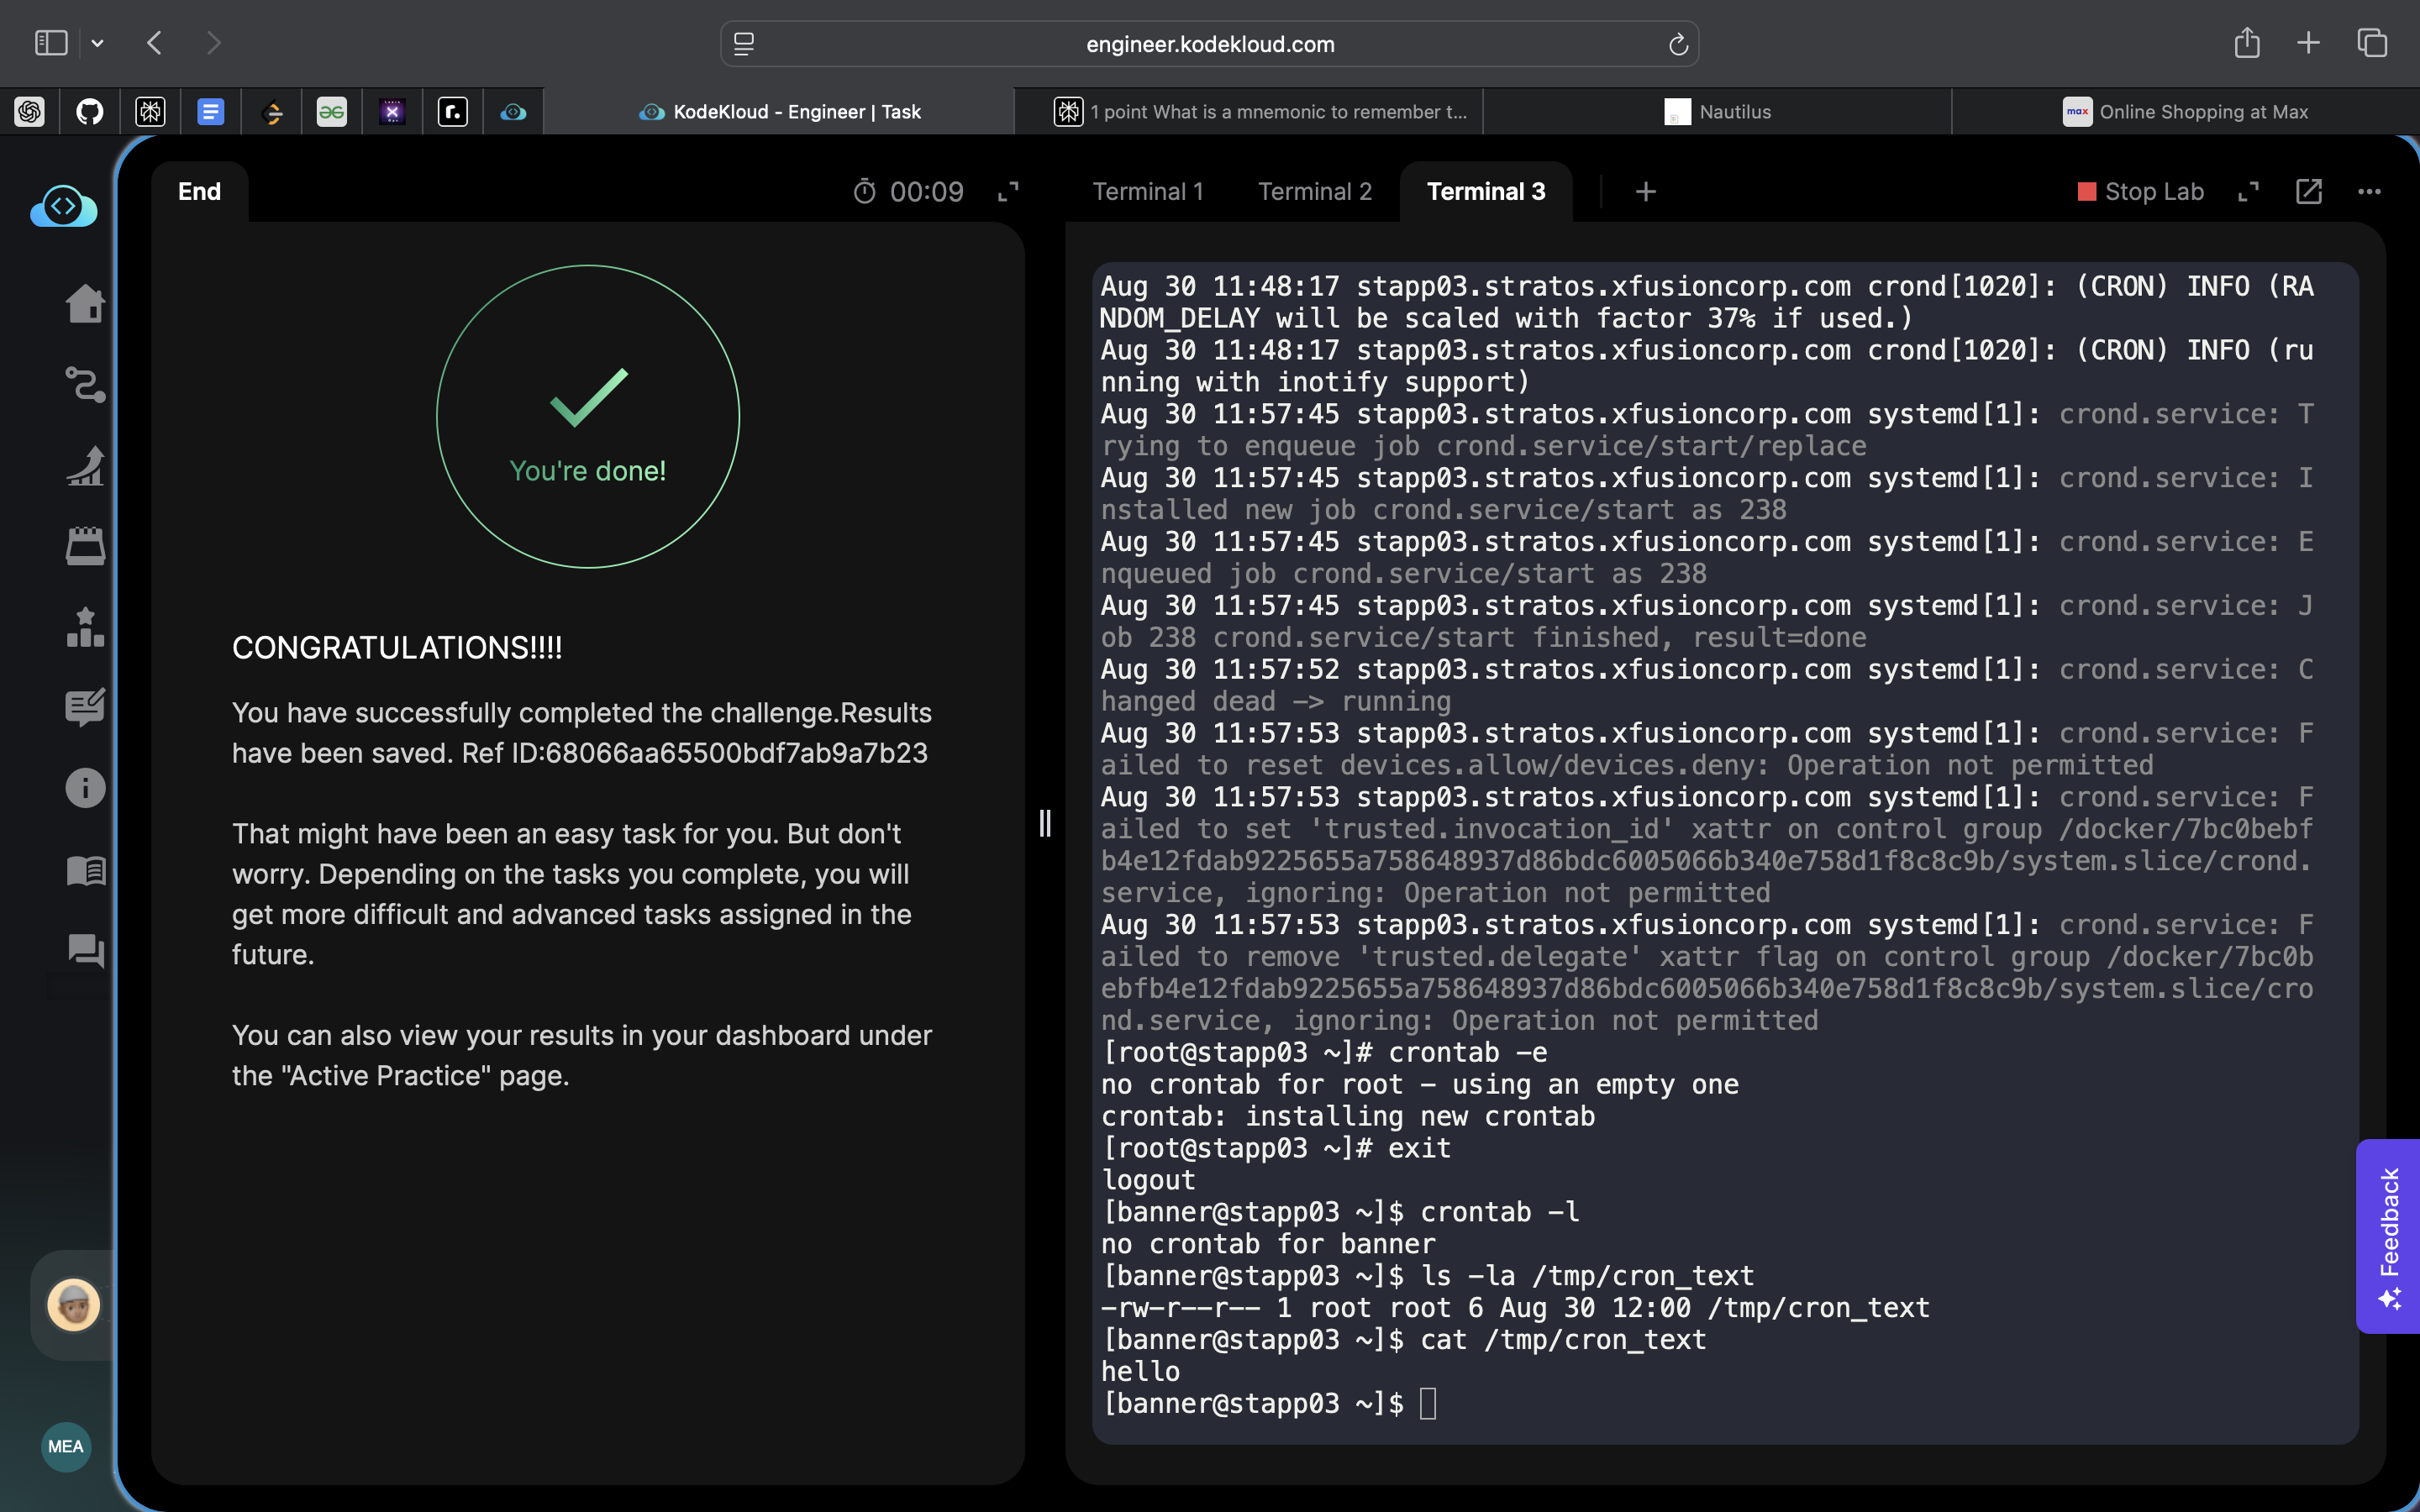 engineer.kodekloud.com
KodeKloud - Engineer | Task
1 point What is a mnemonic to remember t...
Nautilus
max
Online Shopping at Max
End
00:09
Terminal 1
Terminal 2
Terminal 3
Stop Lab
You're done!
CONGRATULATIONS!!!!
You have successfully completed the challenge.Results
have been saved. Ref ID:68066aa65500bdf7ab9a7b23
That might have been an easy task for you. But don't
worry. Depending on the tasks you complete, you will
get more difficult and advanced tasks assigned in the
future.
You can also view your results in your dashboard under
the "Active Practice" page.
MEA
Aug 30 11:48:17 stapp03.stratos.xfusioncorp.com crond[1020]: (CRON) INFO (RA
NDOM_DELAY will be scaled with factor 37% if used.)
Aug 30 11:48:17 stapp03.stratos.xfusioncorp.com crond[1020]: (CRON) INFO (ru
nning with inotify support)
Aug 30 11:57:45 stapp03.stratos.xfusioncorp.com systemd[1]: crond.service: T
rying to enqueue job crond.service/start/replace
Aug 30 11:57:45 stapp03.stratos.xfusioncorp.com systemd[1]: crond.service: I
nstalled new job crond.service/start as 238
Aug 30 11:57:45 stapp03.stratos.xfusioncorp.com systemd[1]: crond.service: E
nqueued job crond.service/start as 238
Aug 30 11:57:45 stapp03.stratos.xfusioncorp.com systemd[1]: crond.service: J
ob 238 crond.service/start finished, result=done
Aug 30 11:57:52 stapp03.stratos.xfusioncorp.com systemd[1]: crond.service: C
hanged dead -> running
Aug 30 11:57:53 stapp03.stratos.xfusioncorp.com systemd[1]: crond.service: F
ailed to reset devices.allow/devices.deny: Operation not permitted
Aug 30 11:57:53 stapp03.stratos.xfusioncorp.com systemd[1]: crond.service: F
ailed to set 'trusted.invocation_id' xattr on control group /docker/7bc0bebf
b4e12fdab9225655a758648937d86bdc6005066b340e758d1f8c8c9b/system.slice/crond.
service, ignoring: Operation not permitted
Aug 30 11:57:53 stapp03.stratos.xfusioncorp.com systemd[1]: crond.service: F
ailed to remove 'trusted.delegate' xattr flag on control group /docker/7bc0b
ebfb4e12fdab9225655a758648937d86bdc6005066b340e758d1f8c8c9b/system.slice/cro
nd.service, ignoring: Operation not permitted
[root@stapp03 ~]# crontab -e
no crontab for root - using an empty one
crontab: installing new crontab
[root@stapp03 ~]# exit
logout
[banner@stapp03 ~]$ crontab -l
no crontab for banner
[banner@stapp03 ~]$ ls -la /tmp/cron_text
-rw-r--r-- 1 root root 6 Aug 30 12:00 /tmp/cron_text
[banner@stapp03 ~]$ cat /tmp/cron_text
hello
[banner@stapp03 ~]$
Feedback